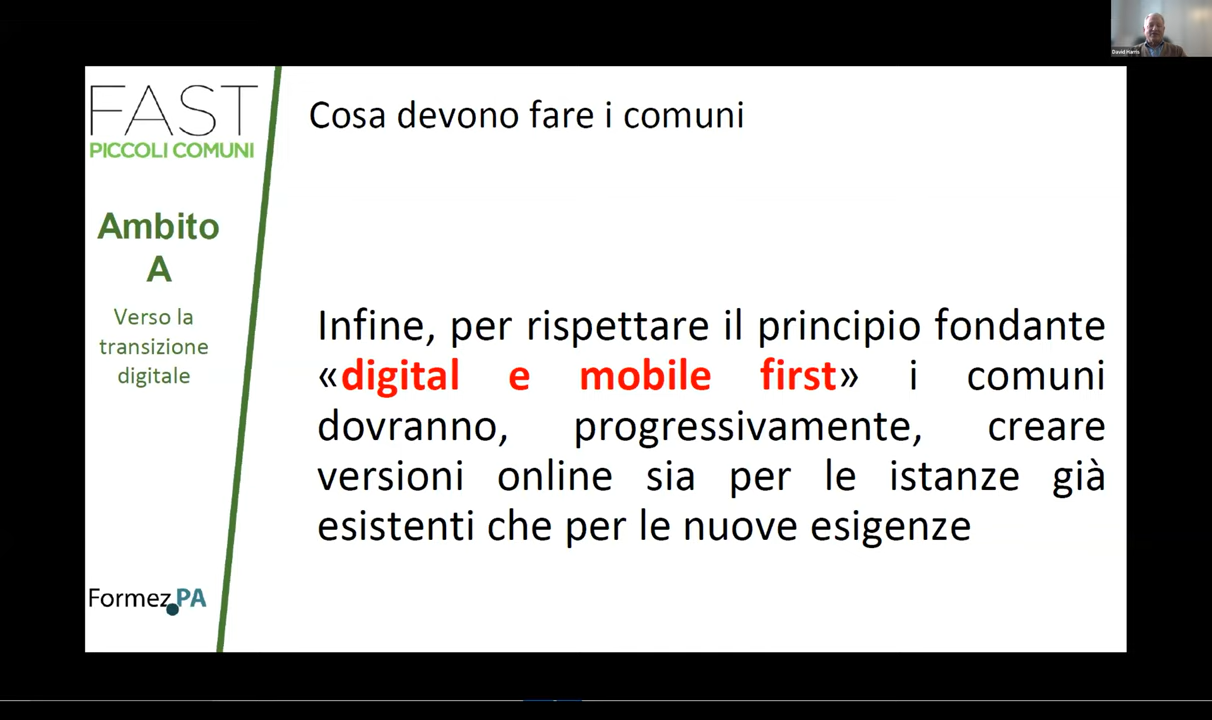 David Harris
FAST
PICCOLI COMUNI
Ambito
A
Verso la
transizione
digitale
Formez PA
Cosa devono fare i comuni
Infine, per rispettare il principio fondante
«digital e mobile first» i comuni
dovranno, progressivamente, creare
versioni online sia per le istanze già
esistenti che per le nuove esigenze